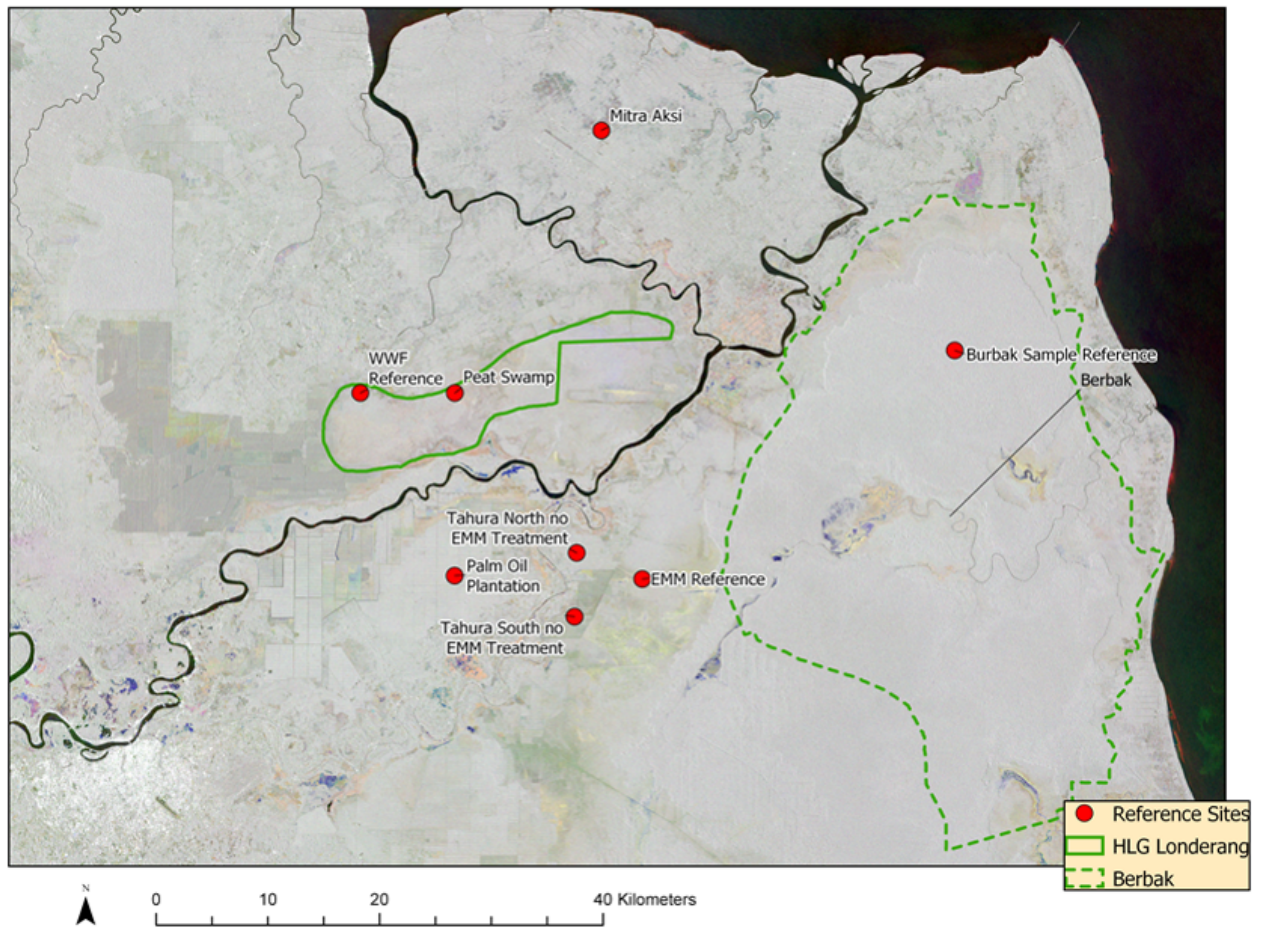 Mitra Aksi
WWF
Reference
Peat Swamp
Burbak Sample Reference
Berbak
Tahura North no
EMM Treatment
Palm Oil
Plantation
EMM Reference
Tahura South no
EMM Treatment
Reference Sites
HLG Londerang
Berbak
N
0 10 20 40 Kilometers